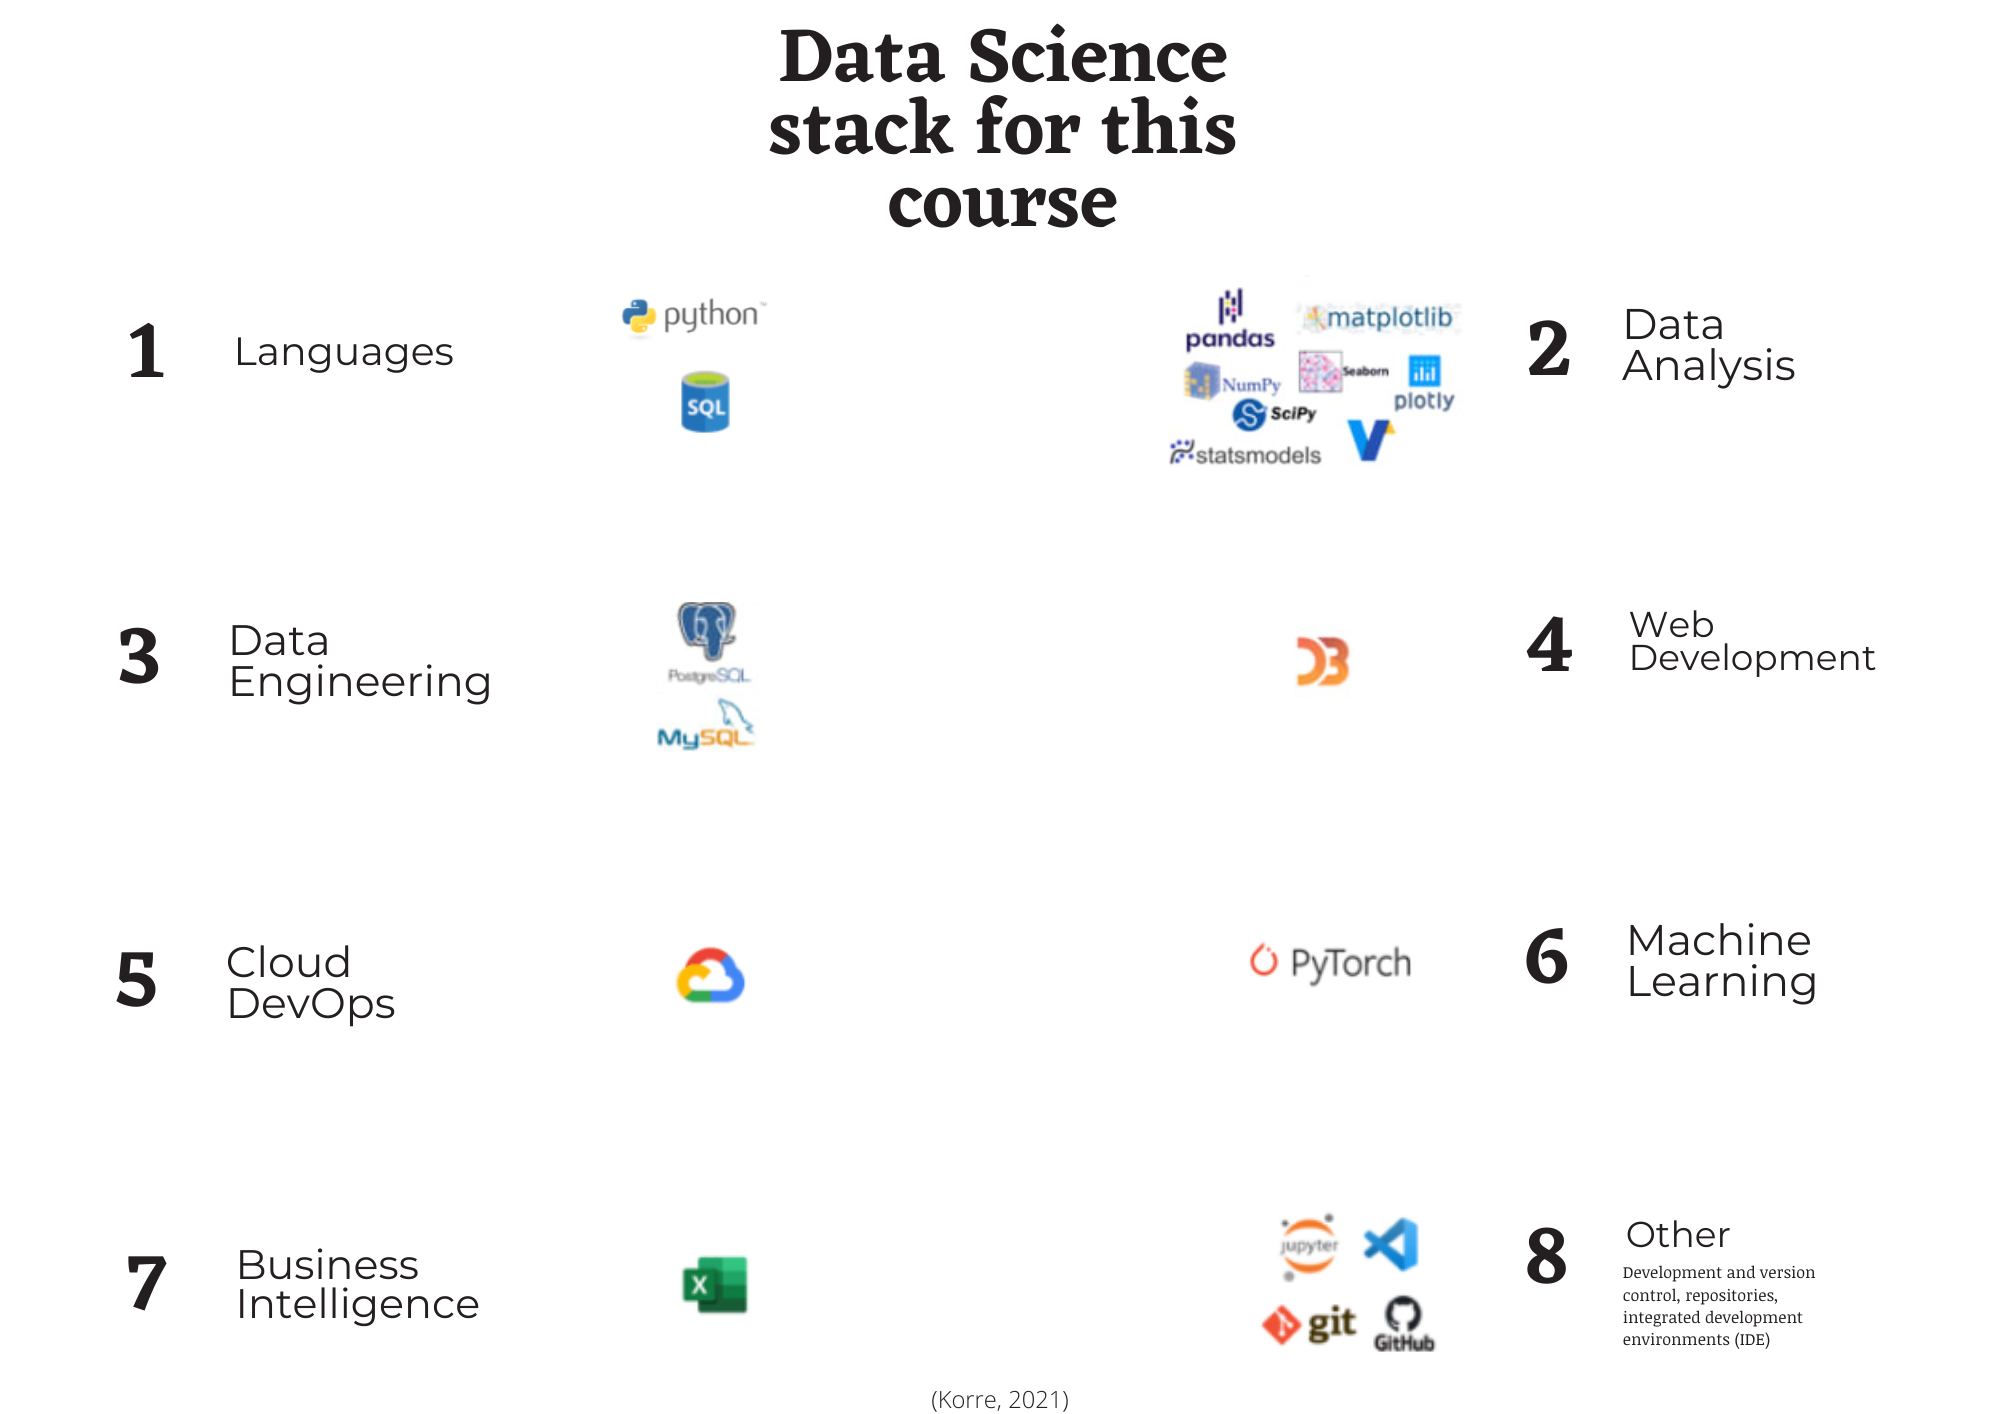 Data Science
stack for this
course
1
Languages
python
SQL
pandas
matplotlib
NumPy
Seaborn
plotly
SciPy
statsmodels
2
Data
Analysis
3
Data
Engineering
PostgreSQL
MySQL
D3
4
Web
Development
5
Cloud
DevOps
PyTorch
6
Machine
Learning
7
Business
Intelligence
X
jupyter
git
GitHub
8
Other
Development and version
control, repositories,
integrated development
environments (IDE)
(Korre, 2021)